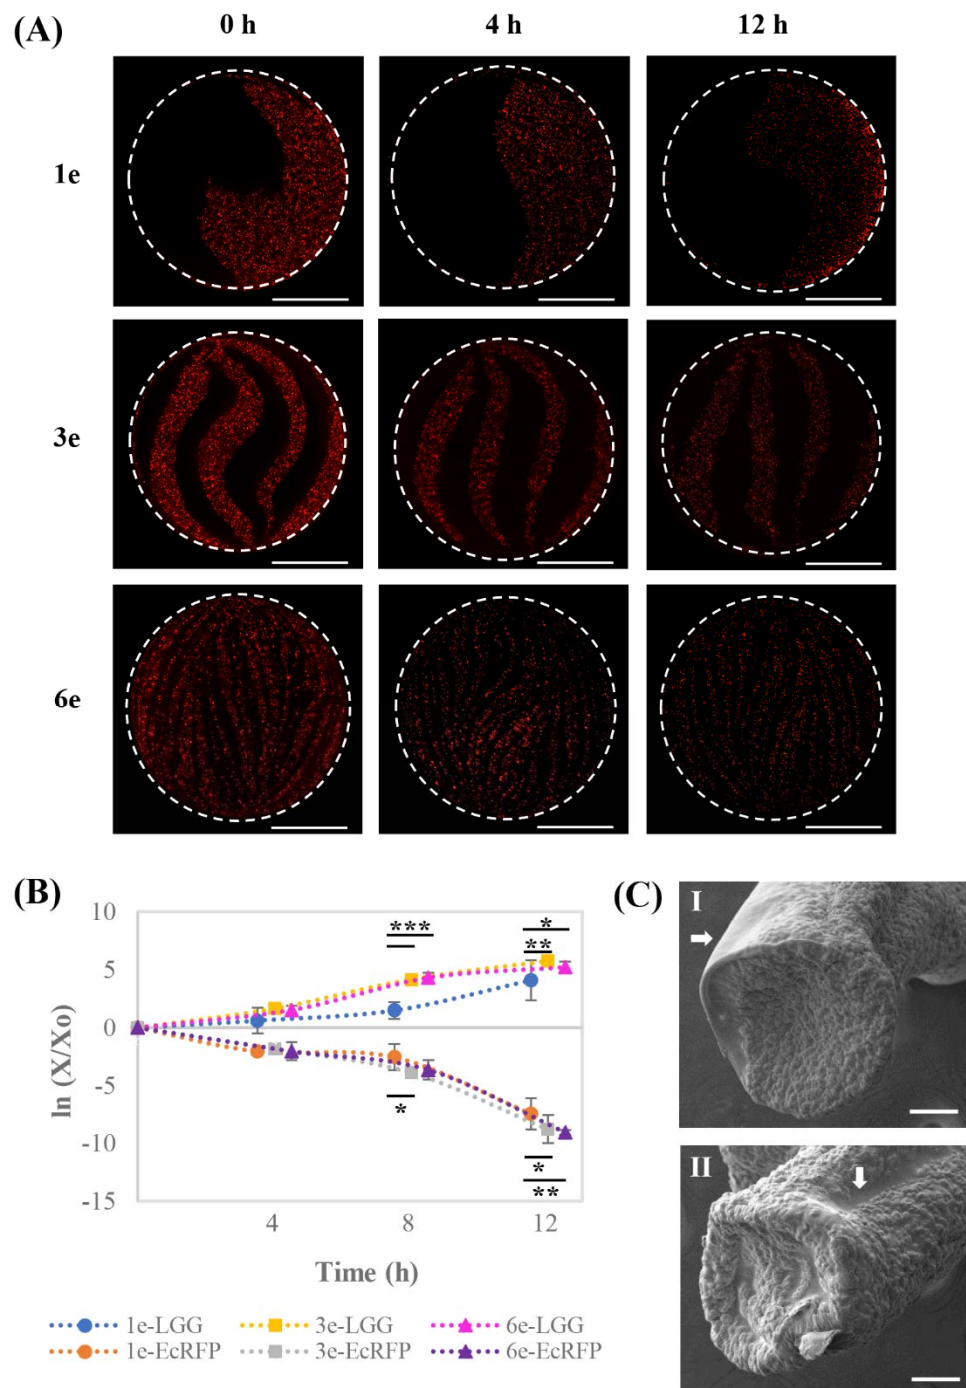 (A)
0 h 4 h 12 h
1e
3e
6e
(B)
10
5
0
-5
-10
-15
ln (X/Xo)
***
*
**
*
*
**
4 8 12
Time (h)
1e-LGG 3e-LGG 6e-LGG
1e-EcRFP 3e-EcRFP 6e-EcRFP
(C)
I
II